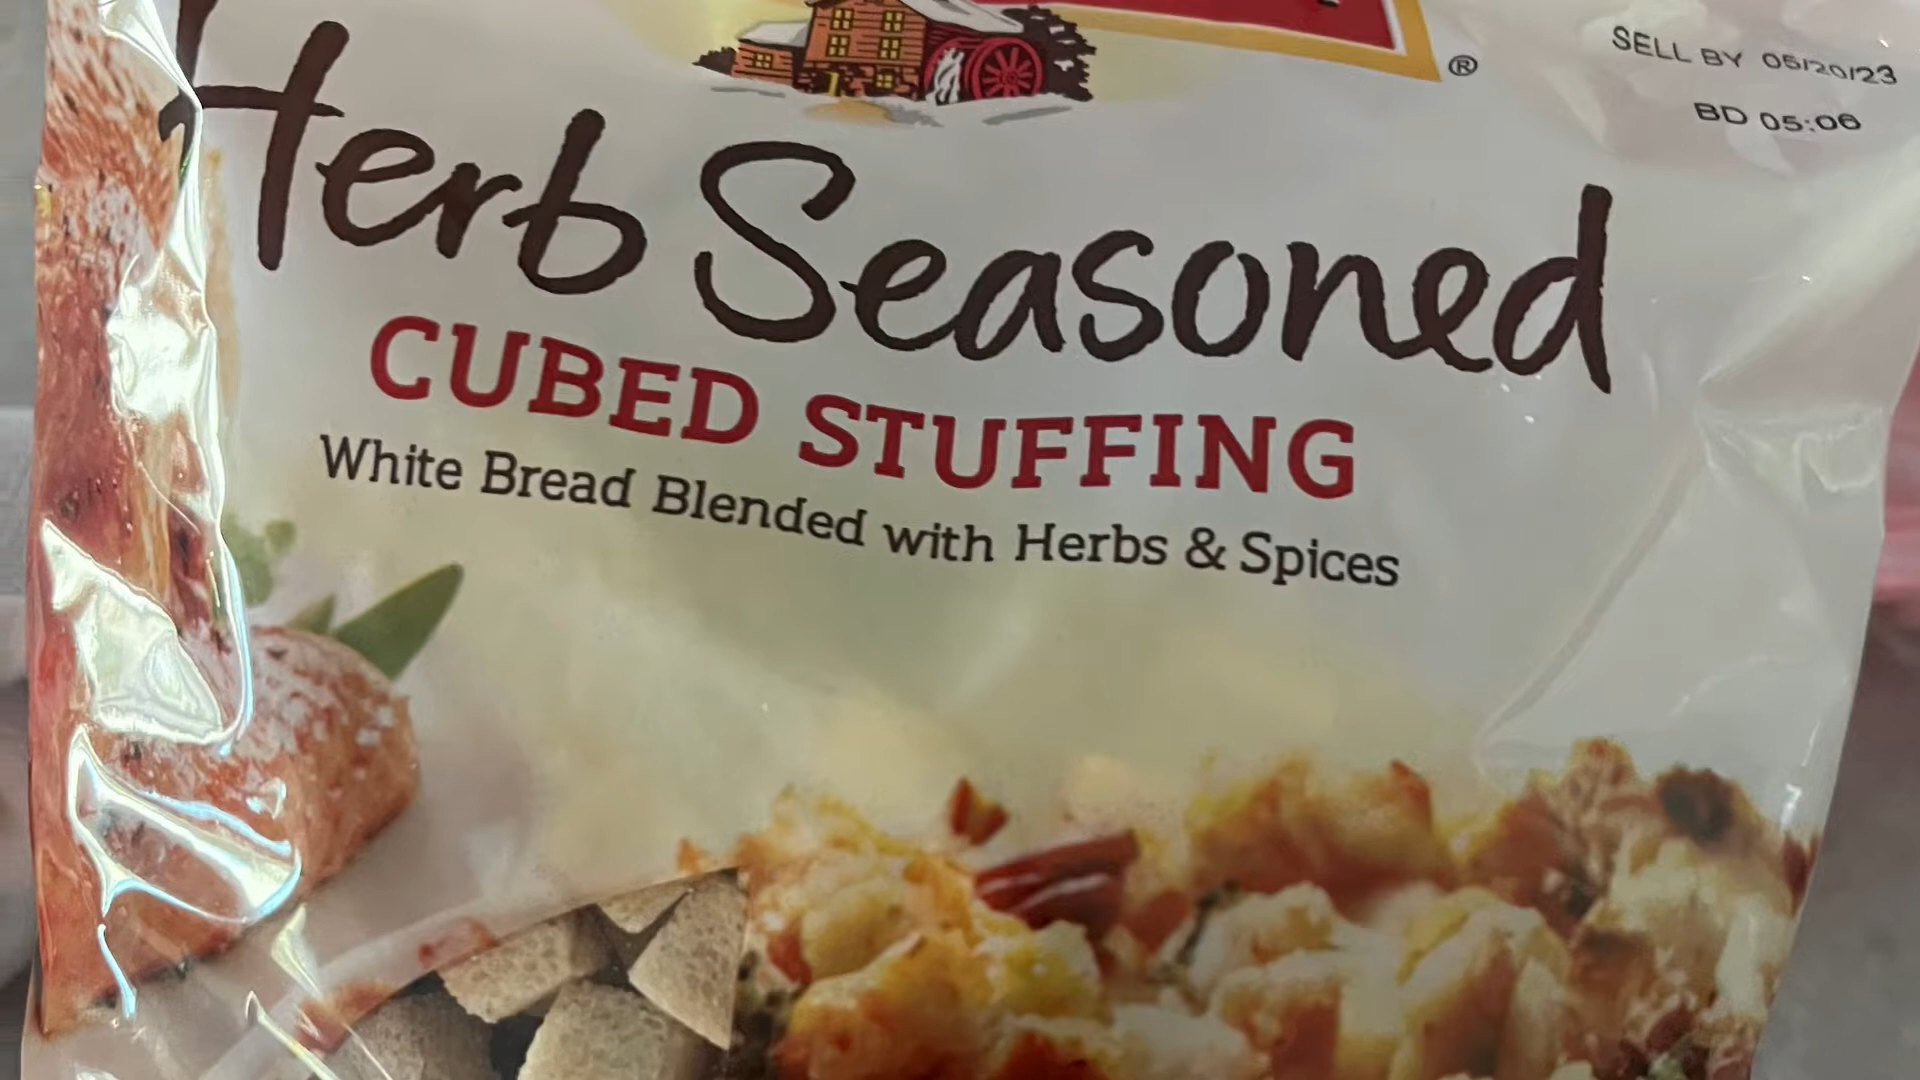 ®
SELL BY 05/20/23
BD 05:06
Herb Seasoned
CUBED STUFFING
White Bread Blended with Herbs & Spices